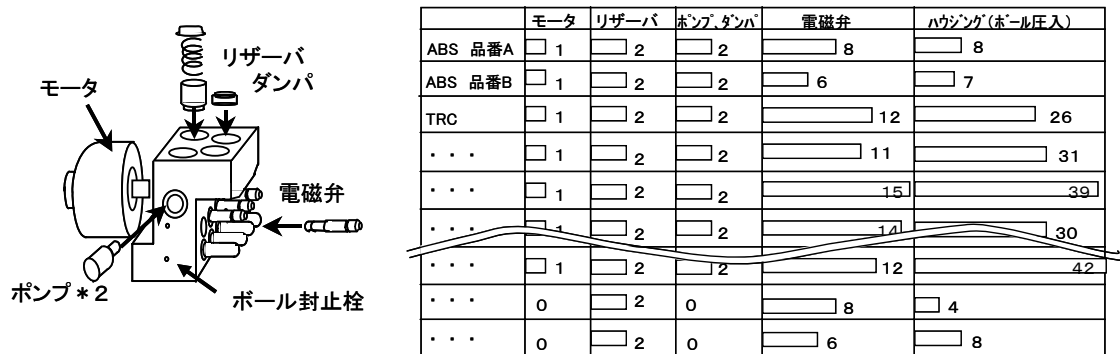 リザーバ
ダンパ
モータ
電磁弁
ポンプ*2
ボール封止栓
モータ リザーバ ポンプ、ダンパ 電磁弁 ハウジング(ボール圧入)
ABS 品番A 1 2 2 8 8
ABS 品番B 1 2 2 6 7
TRC 1 2 2 12 26
・・・ 1 2 2 11 31
・・・ 1 2 2 15 39
・・・ 1 2 2 14 30
・・・ 1 2 2 12 42
・・・ 0 2 0 8 4
・・・ 0 2 0 6 8